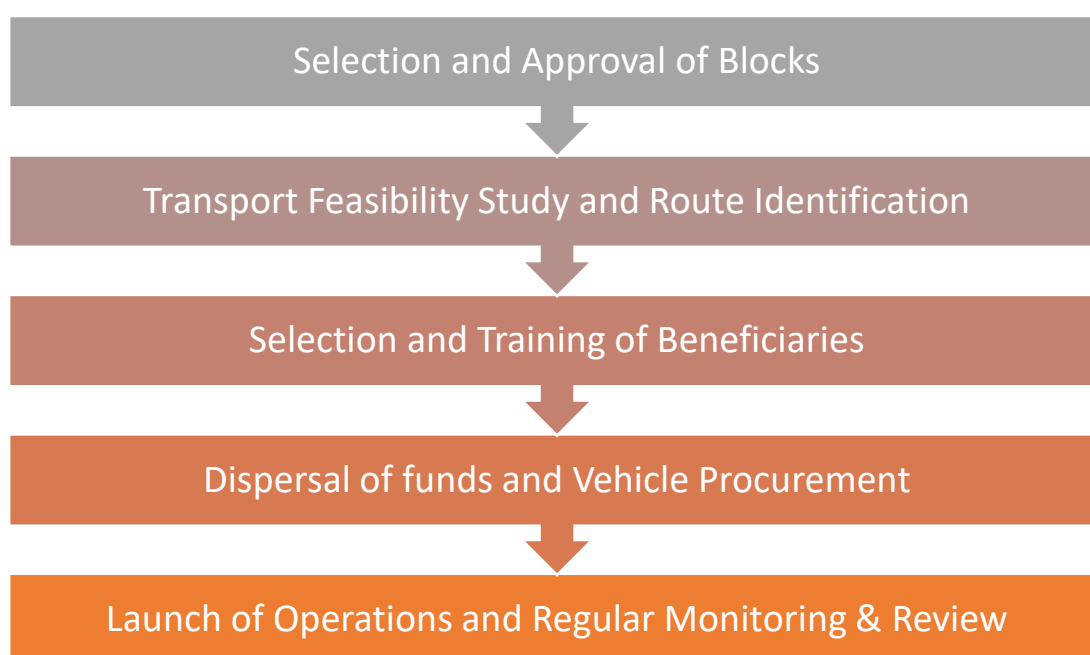 Selection and Approval of Blocks
Transport Feasibility Study and Route Identification
Selection and Training of Beneficiaries
Dispersal of funds and Vehicle Procurement
Launch of Operations and Regular Monitoring & Review